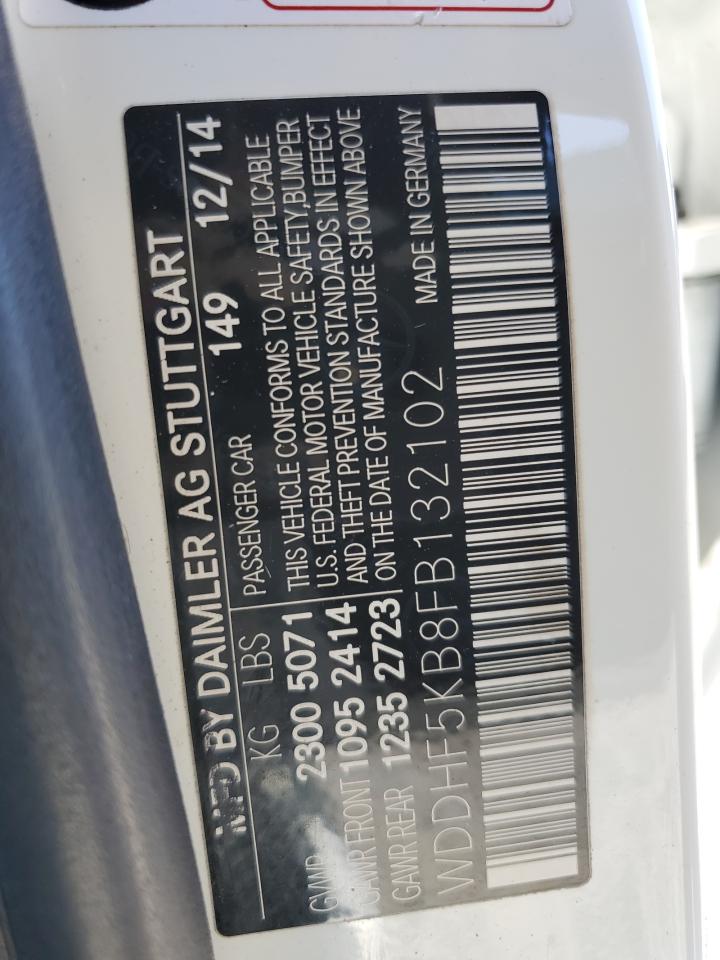 MFD BY DAIMLER AG STUTTGART
149 12/14
KG LBS PASSENGER CAR
GVWR 2300 5071 THIS VEHICLE CONFORMS TO ALL APPLICABLE
U.S. FEDERAL MOTOR VEHICLE SAFETY, BUMPER
GAWR FRONT 1095 2414 AND THEFT PREVENTION STANDARDS IN EFFECT
GAWR REAR 1235 2723 ON THE DATE OF MANUFACTURE SHOWN ABOVE
WDDHF5KB8FB132102 MADE IN GERMANY